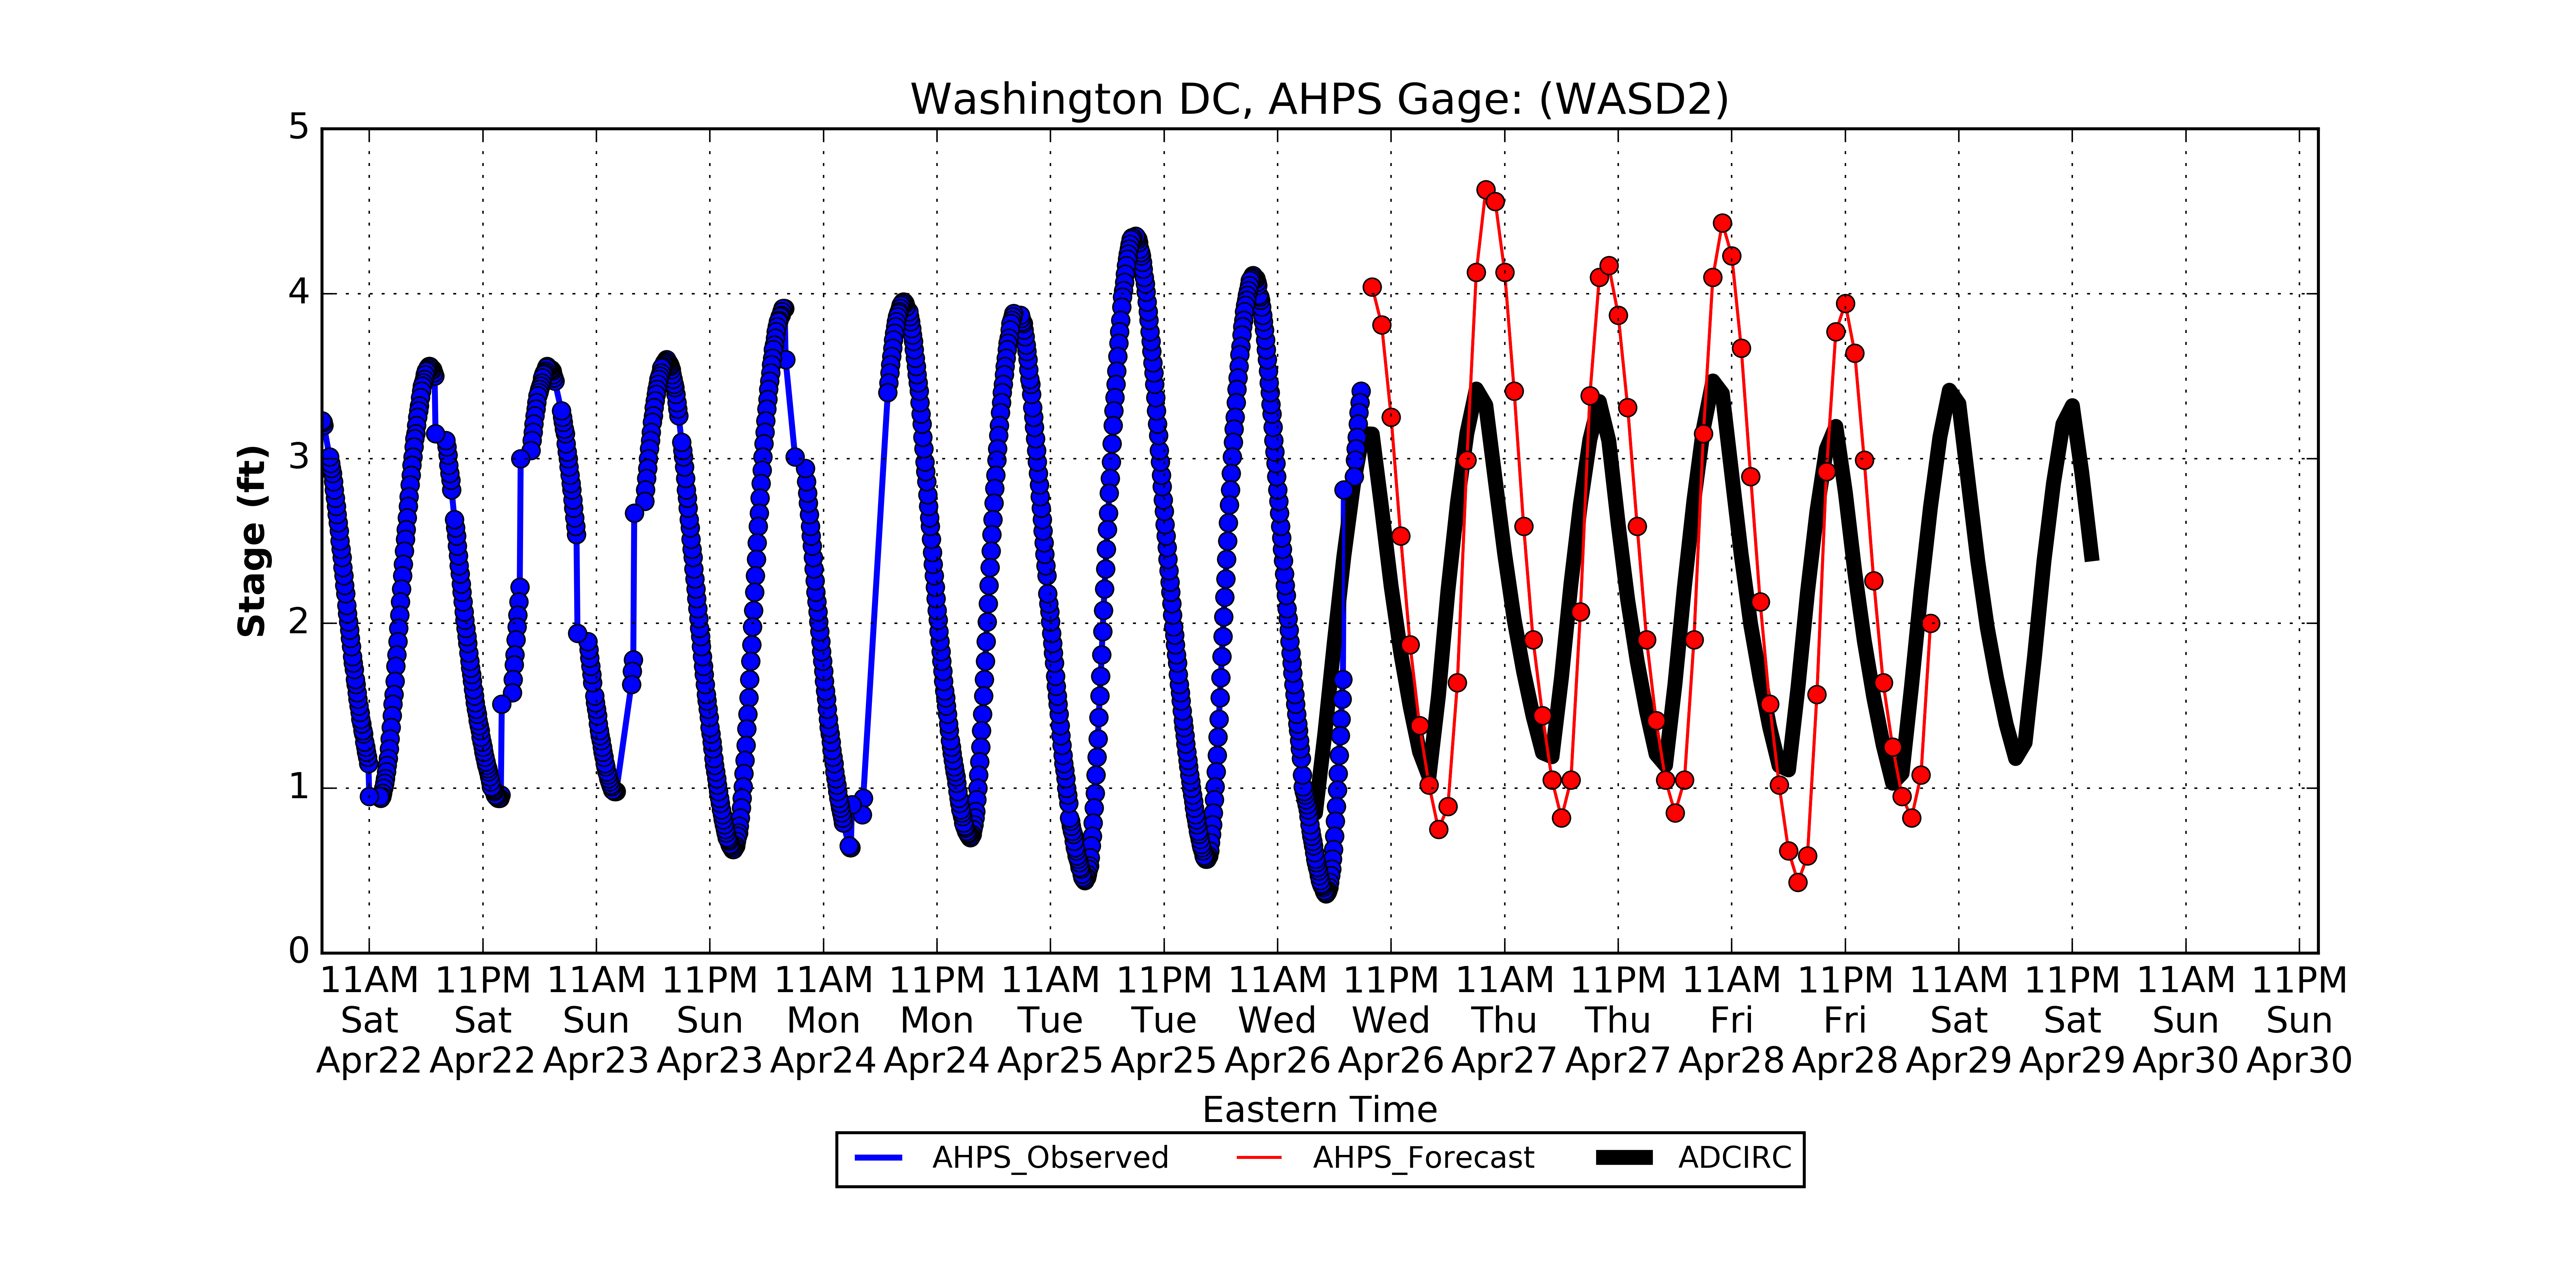 Washington DC, AHPS Gage: (WASD2)
5
4
3
2
1
0
Stage (ft)
11AM 11PM 11AM 11PM 11AM 11PM 11AM 11PM 11AM 11PM 11AM 11PM 11AM 11PM 11AM 11PM 11AM 11PM
Sat Sat Sun Sun Mon Mon Tue Tue Wed Wed Thu Thu Fri Fri Sat Sat Sun Sun
Apr22 Apr22 Apr23 Apr23 Apr24 Apr24 Apr25 Apr25 Apr26 Apr26 Apr27 Apr27 Apr28 Apr28 Apr29 Apr29 Apr30 Apr30
Eastern Time
AHPS_Observed AHPS_Forecast ADCIRC